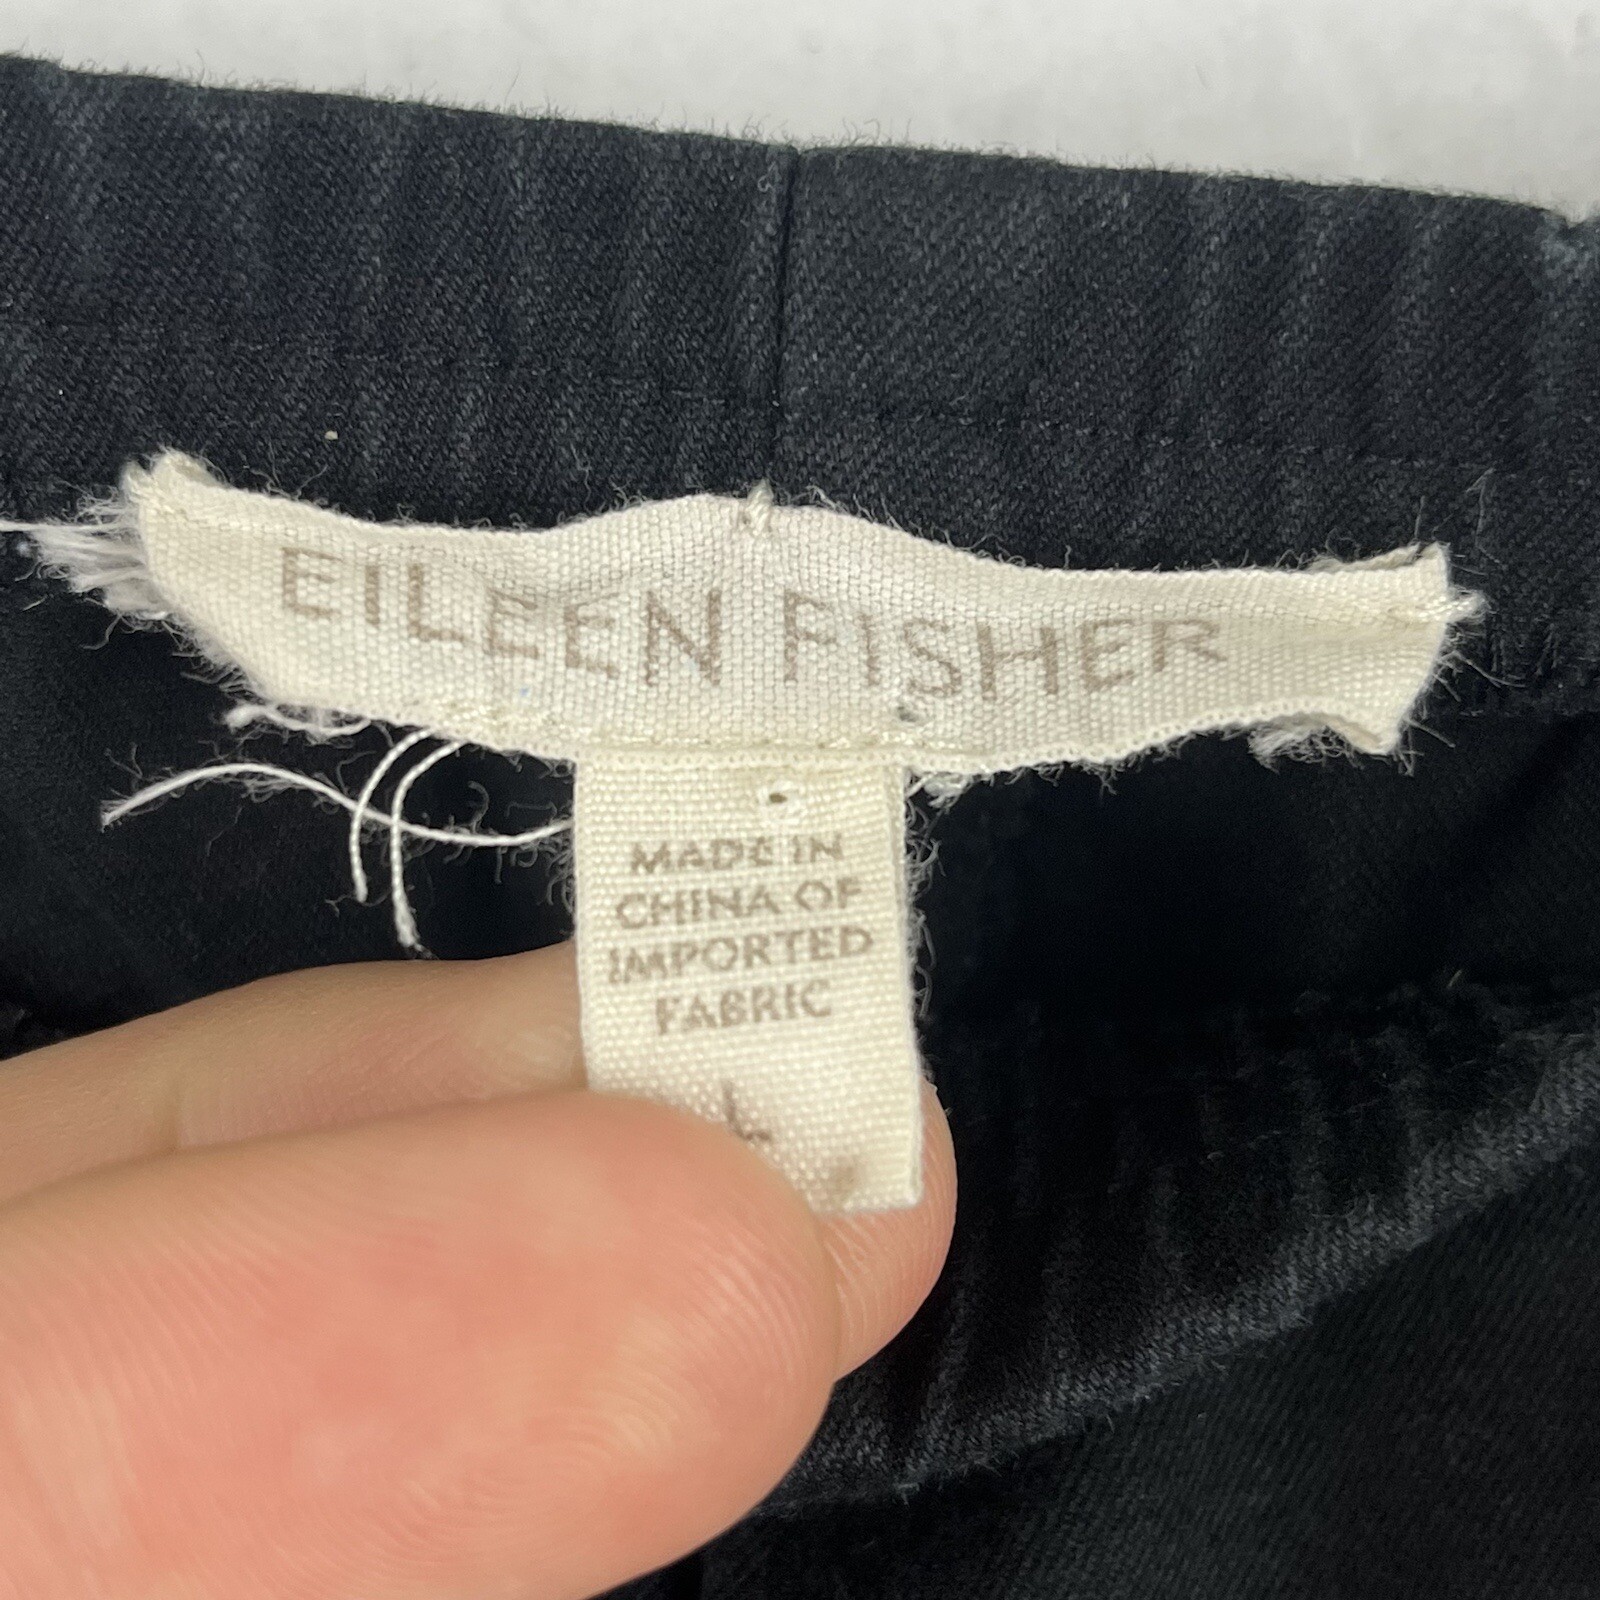 EILEEN FISHER
MADE IN
CHINA OF
IMPORTED
FABRIC
L